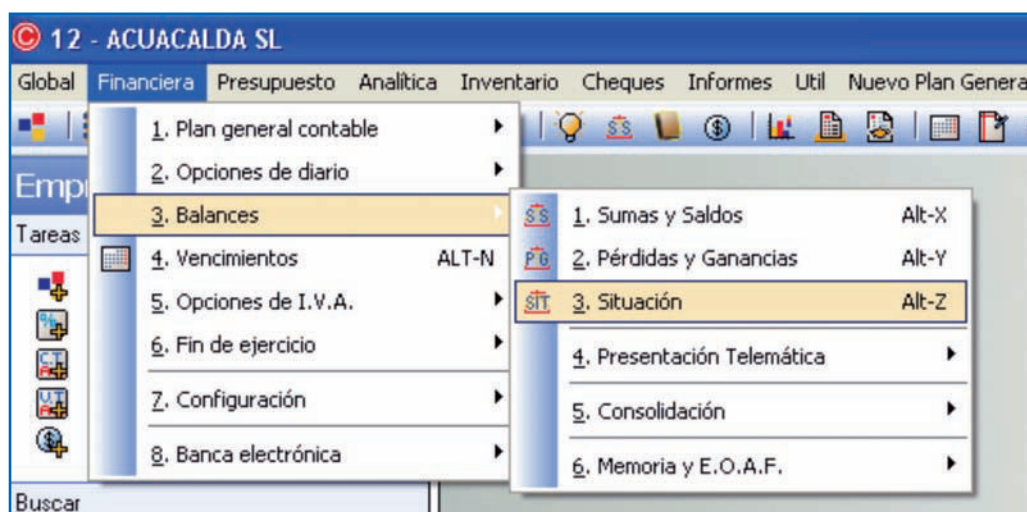 © 12 - ACUACALDA SL
Global Financiera Presupuesto Analítica Inventario Cheques Informes Util Nuevo Plan Genera
1. Plan general contable
2. Opciones de diario
3. Balances
4. Vencimientos ALT-N
5. Opciones de I.V.A.
6. Fin de ejercicio
7. Configuración
8. Banca electrónica
SS 1. Sumas y Saldos Alt-X
PG 2. Pérdidas y Ganancias Alt-Y
SIT 3. Situación Alt-Z
4. Presentación Telemática
5. Consolidación
6. Memoria y E.O.A.F.
Emp
Tareas
Buscar